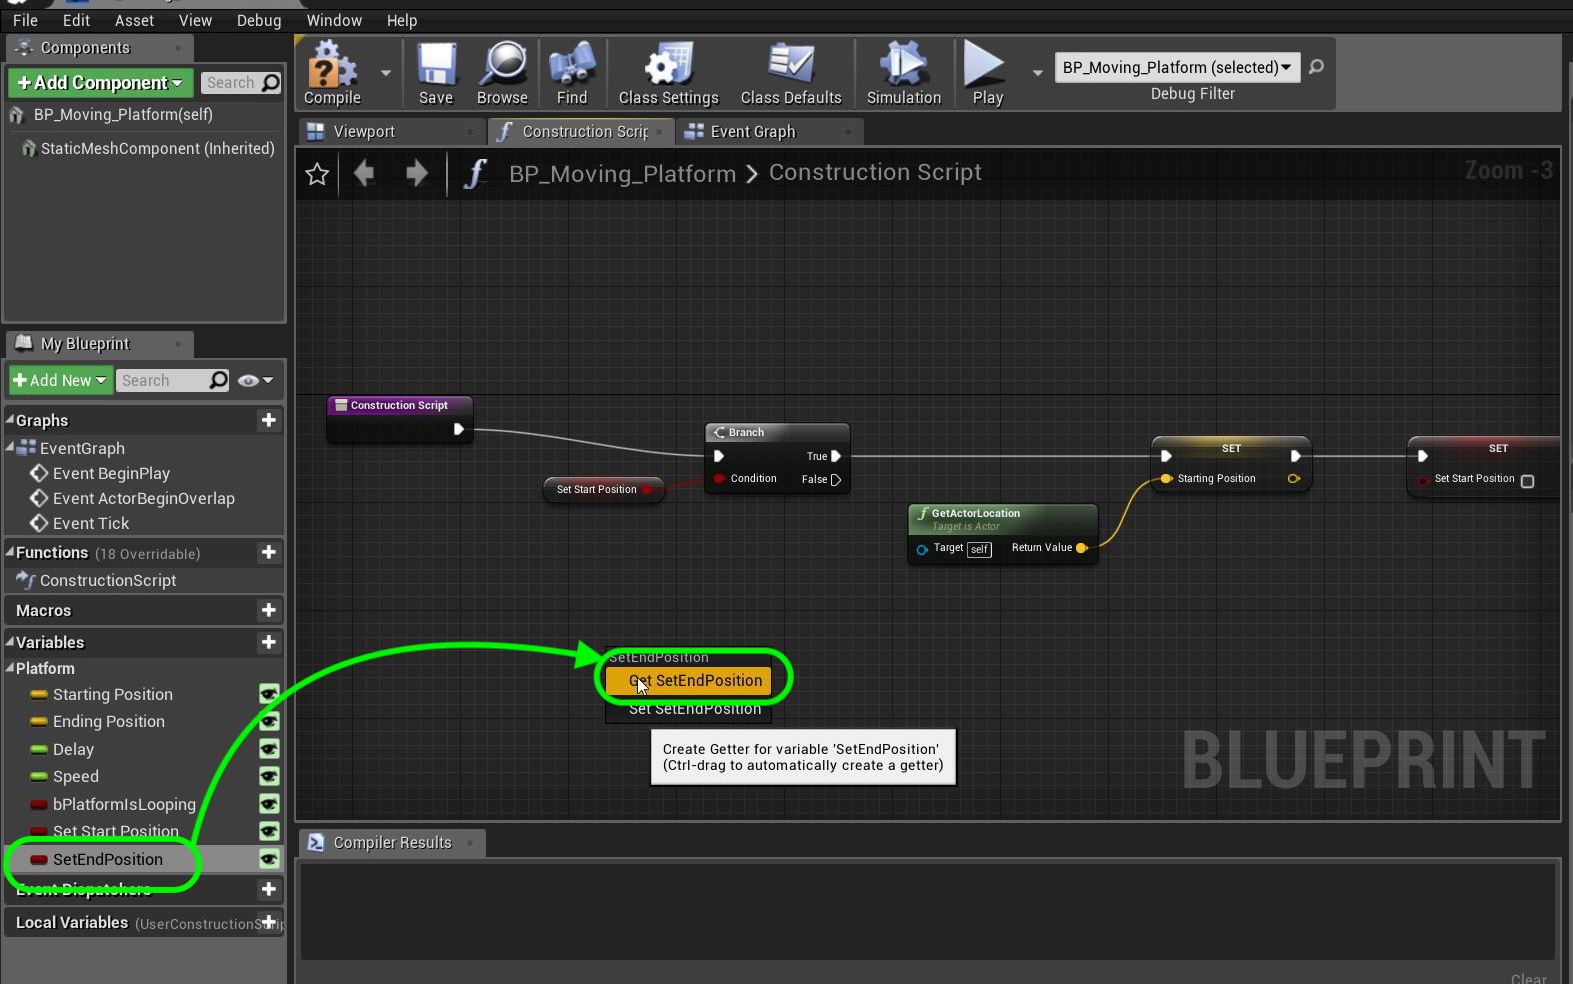 File Edit Asset View Debug Window Help
Components
Add Component
Search
BP_Moving_Platform(self)
StaticMeshComponent (Inherited)
Compile
Save
Browse
Find
Class Settings
Class Defaults
Simulation
Play
BP_Moving_Platform (selected)
Debug Filter
Viewport
Construction Scrip
Event Graph
BP_Moving_Platform > Construction Script
Zoom -3
My Blueprint
Add New
Search
Graphs
EventGraph
Event BeginPlay
Event ActorBeginOverlap
Event Tick
Functions (18 Overridable)
ConstructionScript
Macros
Variables
Platform
Starting Position
Ending Position
Delay
Speed
bPlatformIsLooping
Set Start Position
SetEndPosition
Event Dispatchers
Local Variables (UserConstructionScrip
Construction Script
Set Start Position
Branch
True
Condition
False
GetActorLocation
Target is Actor
Target self
Return Value
SET
Starting Position
SET
Set Start Position
SetEndPosition
Get SetEndPosition
Set SetEndPosition
Create Getter for variable 'SetEndPosition'
(Ctrl-drag to automatically create a getter)
BLUEPRINT
Compiler Results
Clear